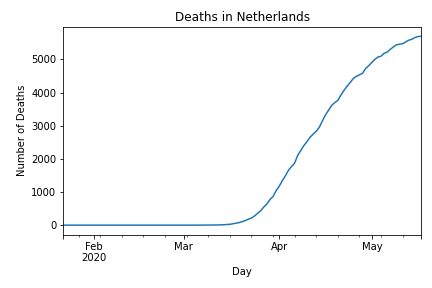 Deaths in Netherlands
Number of Deaths
5000
4000
3000
2000
1000
0
Feb
2020
Mar
Apr
May
Day